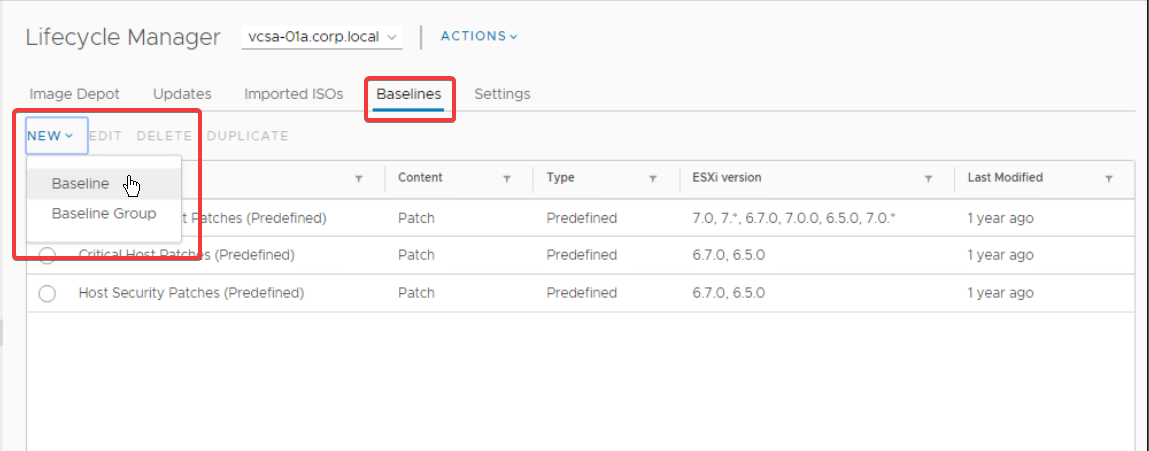 Lifecycle Manager vcsa-01a.corp.local ACTIONS
Image Depot Updates Imported ISOs Baselines Settings
NEW EDIT DELETE DUPLICATE
Content Type ESXi version Last Modified
Baseline
Baseline Group
Patches (Predefined) Patch Predefined 7.0, 7.*, 6.7.0, 7.0.0, 6.5.0, 7.0.* 1 year ago
Critical Host Patches (Predefined) Patch Predefined 6.7.0, 6.5.0 1 year ago
Host Security Patches (Predefined) Patch Predefined 6.7.0, 6.5.0 1 year ago